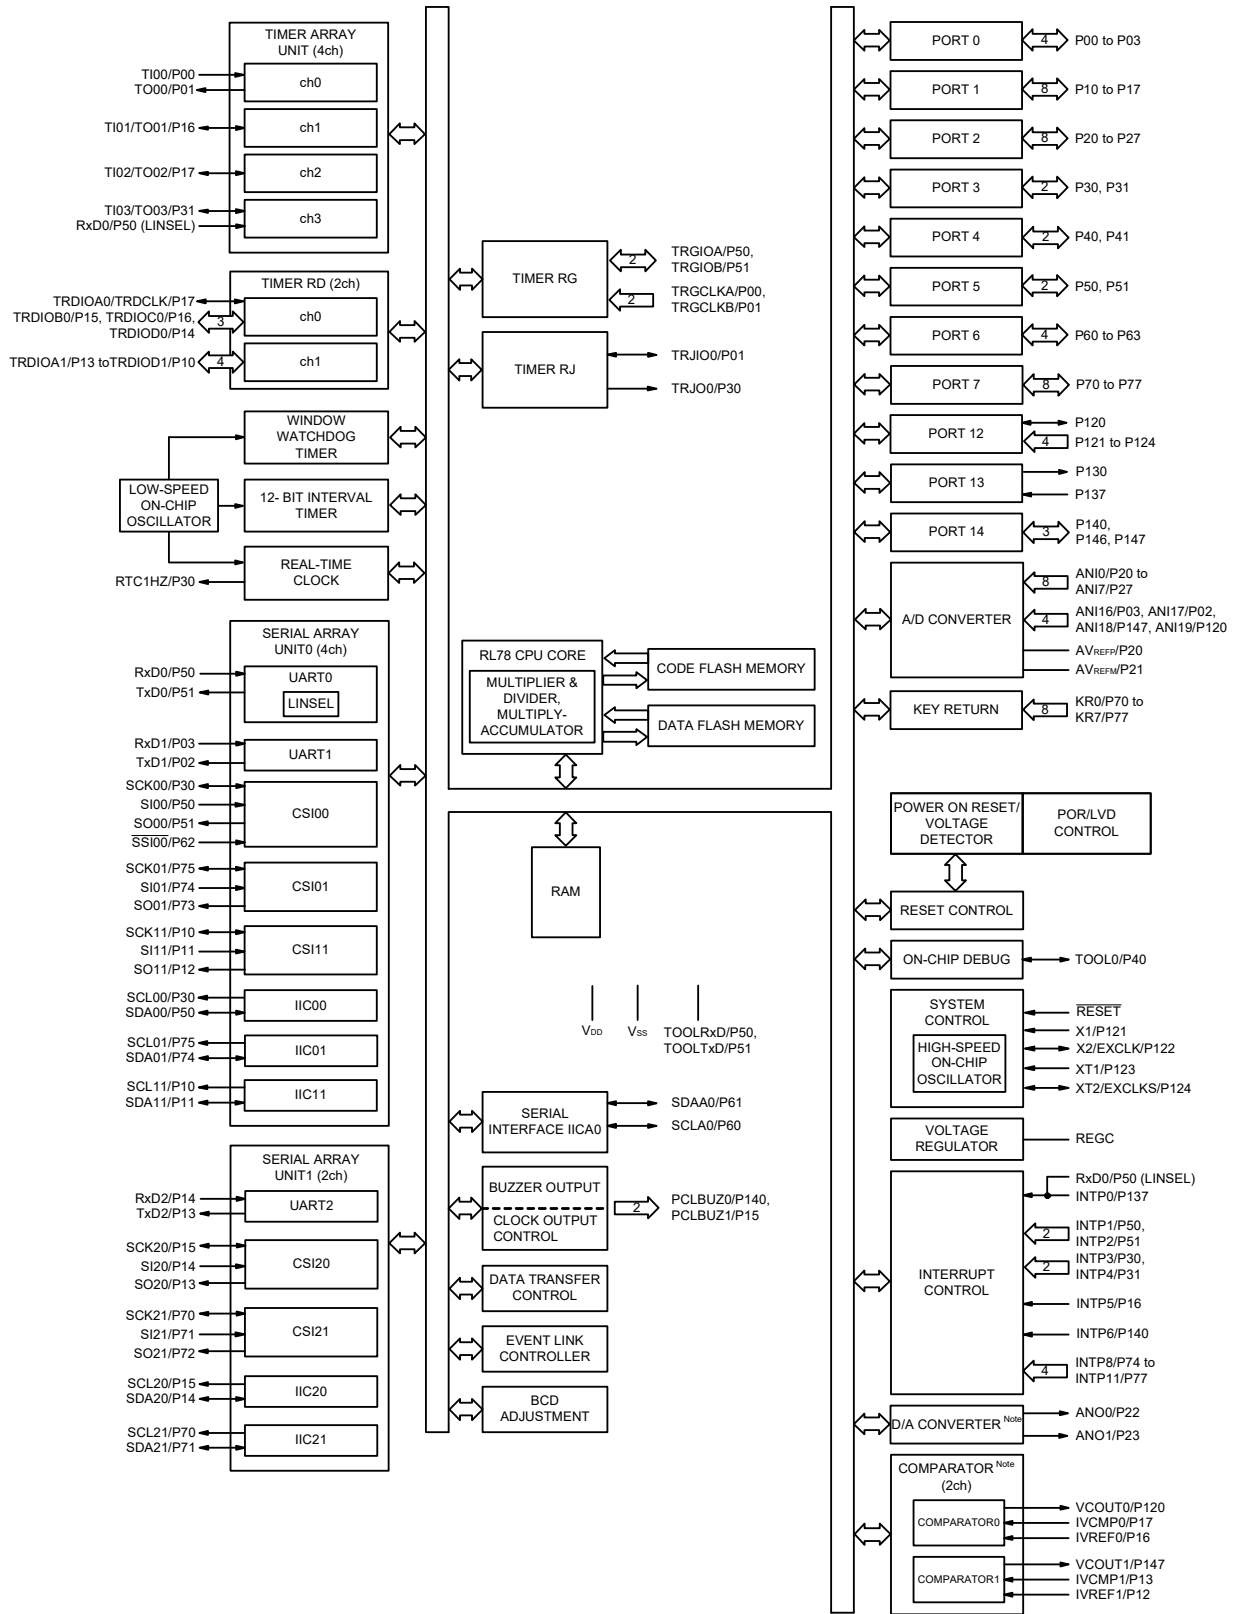 TIMER ARRAY
UNIT (4ch)
TI00/P00
TO00/P01
ch0
TI01/TO01/P16
ch1
TI02/TO02/P17
ch2
TI03/TO03/P31
RxD0/P50 (LINSEL)
ch3
TIMER RD (2ch)
TRDIOA0/TRDCLK/P17
TRDIOB0/P15, TRDIOC0/P16,
TRDIOD0/P14
3
ch0
TRDIOA1/P13 toTRDIOD1/P10
4
ch1
WINDOW
WATCHDOG
TIMER
LOW-SPEED
ON-CHIP
OSCILLATOR
12- BIT INTERVAL
TIMER
REAL-TIME
CLOCK
RTC1HZ/P30
SERIAL ARRAY
UNIT0 (4ch)
RxD0/P50
TxD0/P51
UART0
LINSEL
RxD1/P03
TxD1/P02
UART1
SCK00/P30
SI00/P50
SO00/P51
SSI00/P62
CSI00
SCK01/P75
SI01/P74
SO01/P73
CSI01
SCK11/P10
SI11/P11
SO11/P12
CSI11
SCL00/P30
SDA00/P50
IIC00
SCL01/P75
SDA01/P74
IIC01
SCL11/P10
SDA11/P11
IIC11
SERIAL ARRAY
UNIT1 (2ch)
RxD2/P14
TxD2/P13
UART2
SCK20/P15
SI20/P14
SO20/P13
CSI20
SCK21/P70
SI21/P71
SO21/P72
CSI21
SCL20/P15
SDA20/P14
IIC20
SCL21/P70
SDA21/P71
IIC21
TIMER RG
2
TRGIOA/P50,
TRGIOB/P51
2
TRGCLKA/P00,
TRGCLKB/P01
TIMER RJ
TRJIO0/P01
TRJO0/P30
RL78 CPU CORE
MULTIPLIER &
DIVIDER,
MULTIPLY-
ACCUMULATOR
CODE FLASH MEMORY
DATA FLASH MEMORY
RAM
VDD
VSS
TOOLRxD/P50,
TOOLTxD/P51
SERIAL
INTERFACE IICA0
SDAA0/P61
SCLA0/P60
BUZZER OUTPUT
CLOCK OUTPUT
CONTROL
2
PCLBUZ0/P140,
PCLBUZ1/P15
DATA TRANSFER
CONTROL
EVENT LINK
CONTROLLER
BCD
ADJUSTMENT
PORT 0
4
P00 to P03
PORT 1
8
P10 to P17
PORT 2
8
P20 to P27
PORT 3
2
P30, P31
PORT 4
2
P40, P41
PORT 5
2
P50, P51
PORT 6
4
P60 to P63
PORT 7
8
P70 to P77
PORT 12
P120
4
P121 to P124
PORT 13
P130
P137
PORT 14
3
P140,
P146, P147
A/D CONVERTER
8
ANI0/P20 to
ANI7/P27
4
ANI16/P03, ANI17/P02,
ANI18/P147, ANI19/P120
AVREFP/P20
AVREFM/P21
KEY RETURN
8
KR0/P70 to
KR7/P77
POWER ON RESET/
VOLTAGE
DETECTOR
POR/LVD
CONTROL
RESET CONTROL
ON-CHIP DEBUG
TOOL0/P40
SYSTEM
CONTROL
HIGH-SPEED
ON-CHIP
OSCILLATOR
RESET
X1/P121
X2/EXCLK/P122
XT1/P123
XT2/EXCLKS/P124
VOLTAGE
REGULATOR
REGC
INTERRUPT
CONTROL
RxD0/P50 (LINSEL)
INTP0/P137
2
INTP1/P50,
INTP2/P51
2
INTP3/P30,
INTP4/P31
INTP5/P16
INTP6/P140
4
INTP8/P74 to
INTP11/P77
D/A CONVERTER Note
ANO0/P22
ANO1/P23
COMPARATOR Note
(2ch)
COMPARATOR0
VCOUT0/P120
IVCMP0/P17
IVREF0/P16
COMPARATOR1
VCOUT1/P147
IVCMP1/P13
IVREF1/P12